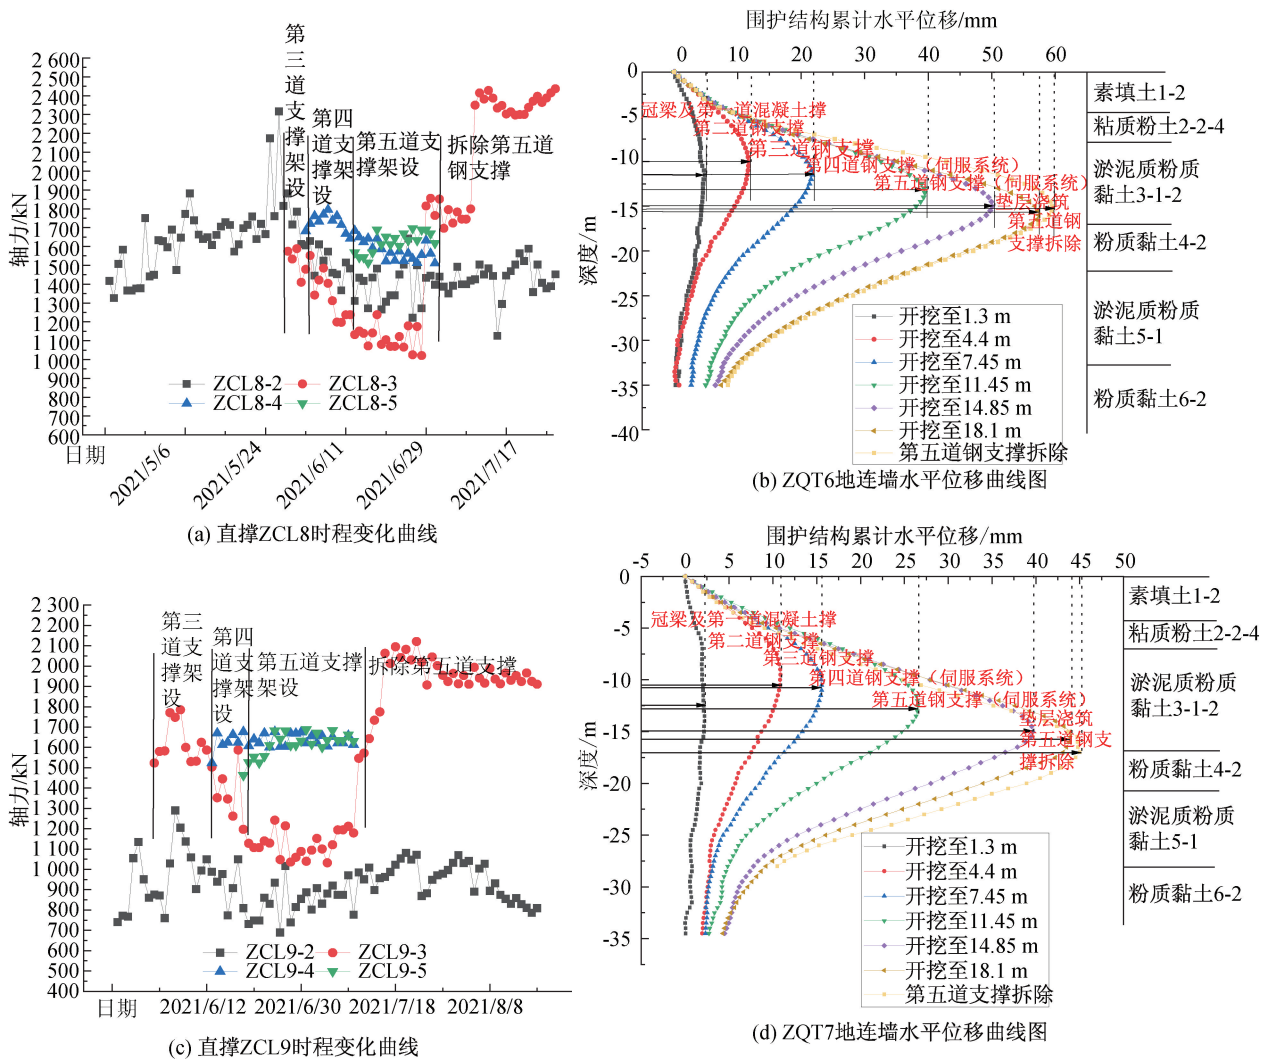 第
三
道
支
撑
架
设
第四
道支
撑架
设
第五道支
撑架设
拆除第五道
钢支撑
轴力/kN
2 600
2 400
2 300
2 200
2 100
2 000
1 900
1 800
1 700
1 600
1 500
1 400
1 300
1 200
1 100
1 000
900
800
700
600
ZCL8-2
ZCL8-3
ZCL8-4
ZCL8-5
日期
2021/5/6
2021/5/24
2021/6/11
2021/6/29
2021/7/17
(a) 直撑ZCL8时程变化曲线
围护结构累计水平位移/mm
0 10 20 30 40 50 60
深度/m
0
-5
-10
-15
-20
-25
-30
-35
-40
冠梁及第一道混凝土撑
第二道钢支撑
第三道钢支撑
第四道钢支撑（伺服系统）
第五道钢支撑（伺服系统）
垫层浇筑
第五道钢
支撑拆除
开挖至1.3 m
开挖至4.4 m
开挖至7.45 m
开挖至11.45 m
开挖至14.85 m
开挖至18.1 m
第五道钢支撑拆除
素填土1-2
粘质粉土2-2-4
淤泥质粉质
黏土3-1-2
粉质黏土4-2
淤泥质粉质
黏土5-1
粉质黏土6-2
(b) ZQT6地连墙水平位移曲线图
第三
道支
撑架
设
第四
道支
撑架
设
第五道支撑
架设
拆除第五道支撑
轴力/kN
2 300
2 200
2 100
2 000
1 900
1 800
1 700
1 600
1 500
1 400
1 300
1 200
1 100
1 000
900
800
700
600
500
400
ZCL9-2
ZCL9-3
ZCL9-4
ZCL9-5
日期
2021/6/12
2021/6/30
2021/7/18
2021/8/8
(c) 直撑ZCL9时程变化曲线
围护结构累计水平位移/mm
-5 0 5 10 15 20 25 30 35 40 45 50
深度/m
0
-5
-10
-15
-20
-25
-30
-35
冠梁及第一道混凝土撑
第二道钢支撑
第三道钢支撑
第四道钢支撑（伺服系统）
第五道钢支撑（伺服系统）
垫层浇筑
第五道钢支
撑拆除
开挖至1.3 m
开挖至4.4 m
开挖至7.45 m
开挖至11.45 m
开挖至14.85 m
开挖至18.1 m
第五道支撑拆除
素填土1-2
粘质粉土2-2-4
淤泥质粉质
黏土3-1-2
粉质黏土4-2
淤泥质粉质
黏土5-1
粉质黏土6-2
(d) ZQT7地连墙水平位移曲线图